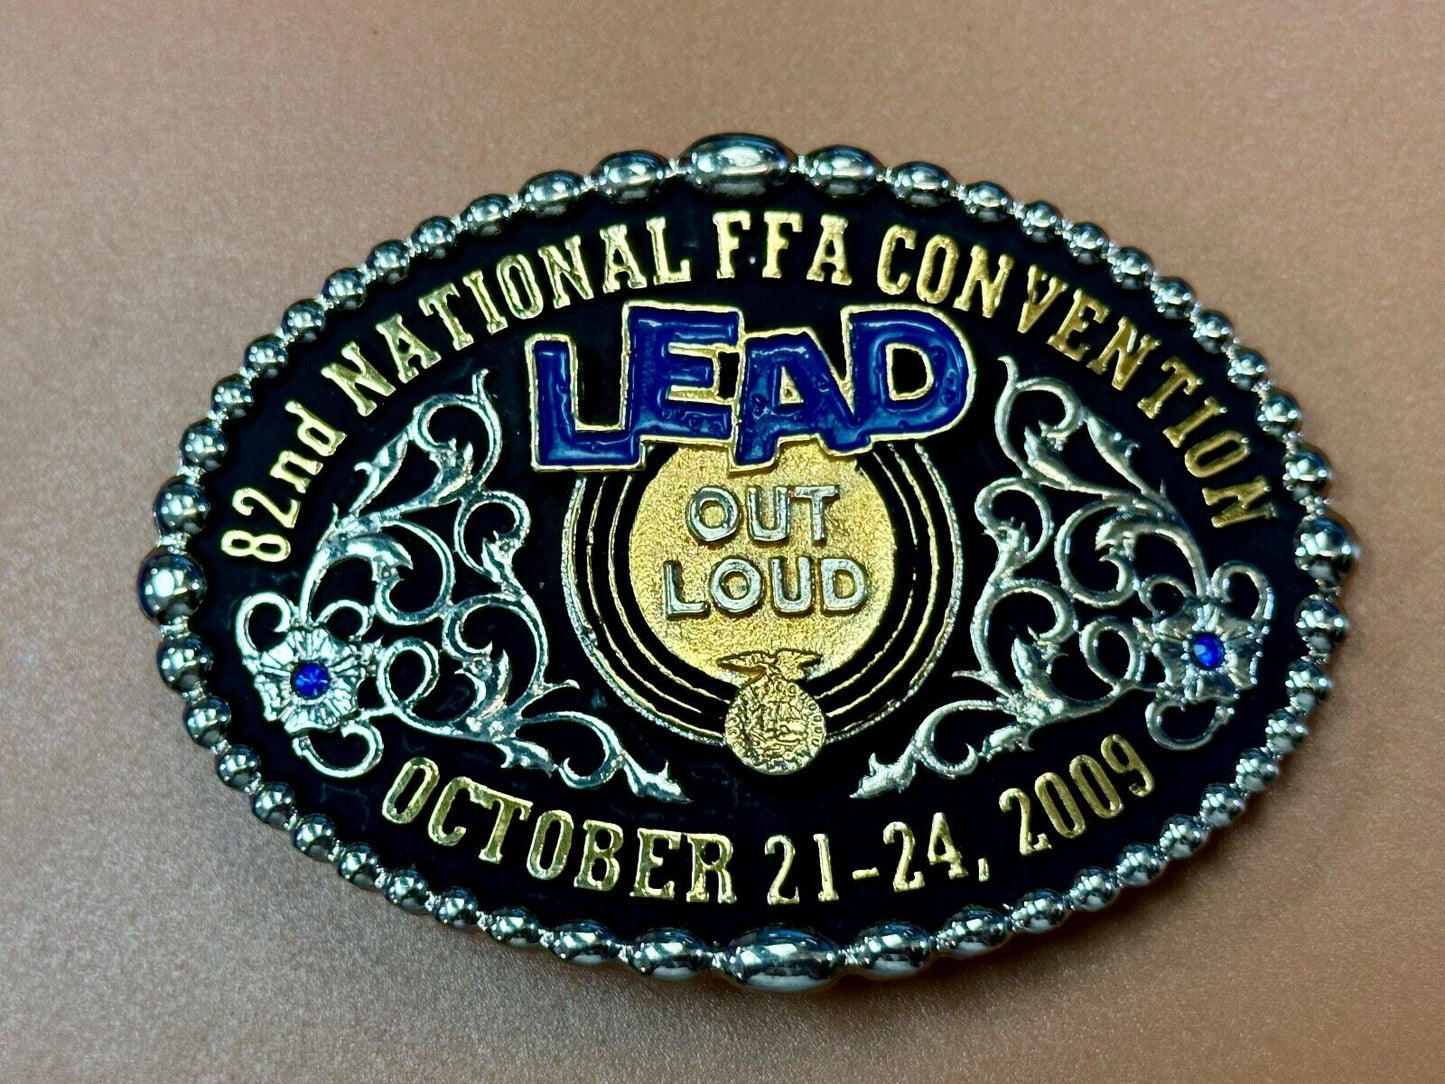 82nd NATIONAL FFA CONVENTION
LEAD
OUT
LOUD
OCTOBER 21-24, 2009